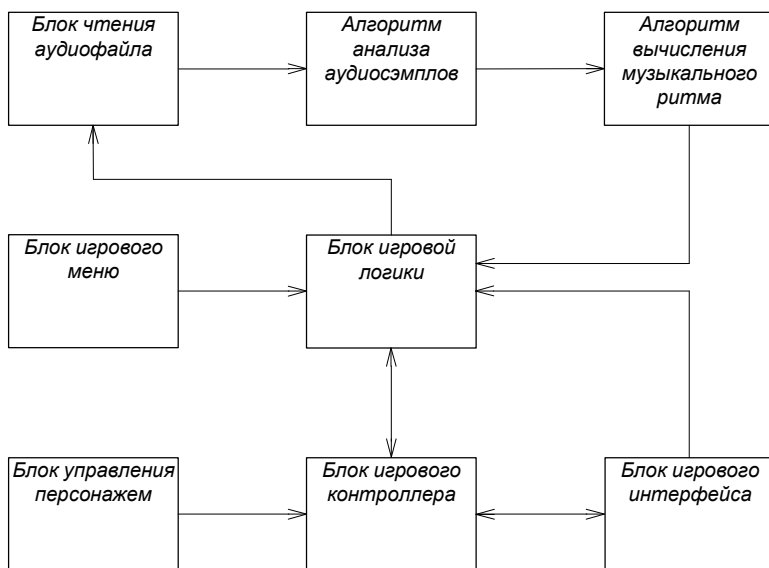 Блок чтения
аудиофайла
Алгоритм
анализа
аудиосэмплов
Алгоритм
вычисления
музыкального
ритма
Блок игрового
меню
Блок игровой
логики
Блок управления
персонажем
Блок игрового
контроллера
Блок игрового
интерфейса